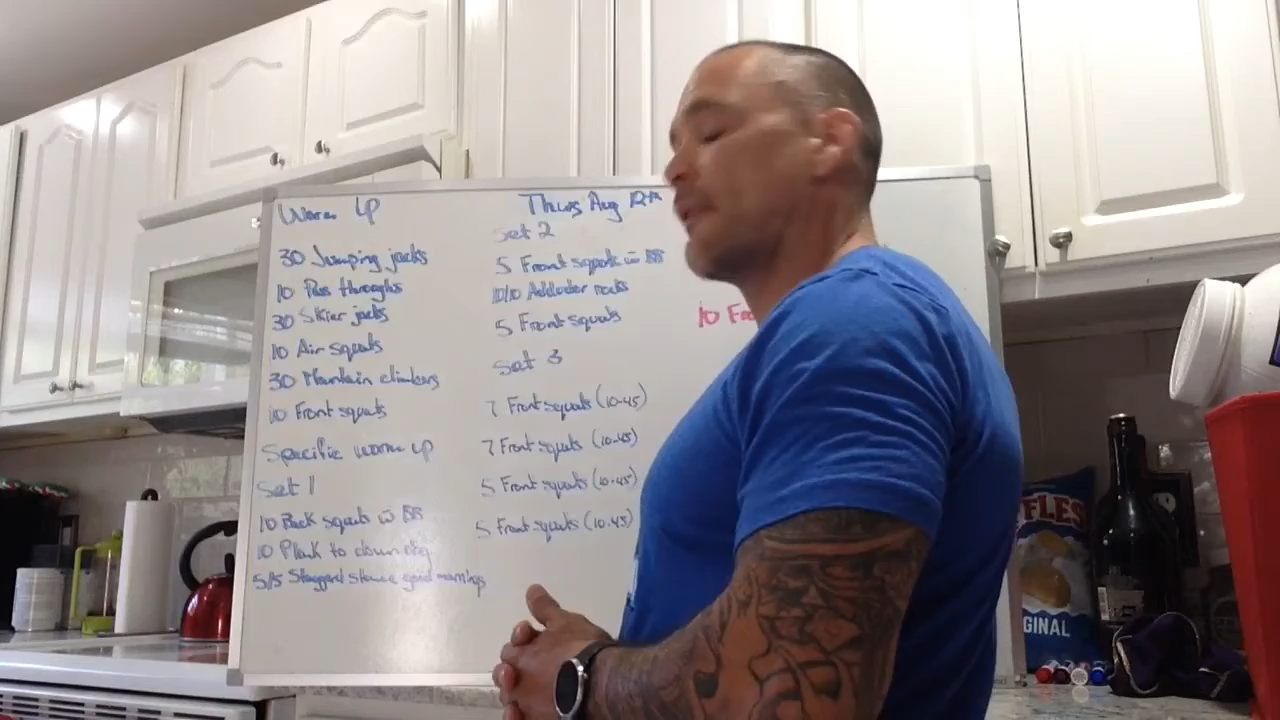 Warm Up
30 Jumping jacks
10 Pass throughs
30 Skier jacks
10 Air squats
30 Mountain climbers
10 Front squats
Specific warm up
Set 1
10 Back squats w BB
10 Plank to down dog
5/5 Staggered stance good mornings
Thurs Aug 12th
Set 2
5 Front squats w BB
10/10 Adductor rocks
5 Front squats
Set 3
7 Front squats (10-45)
7 Front squats (10-45)
5 Front squats (10-45)
5 Front squats (10-45)
10
FFLES
GINAL